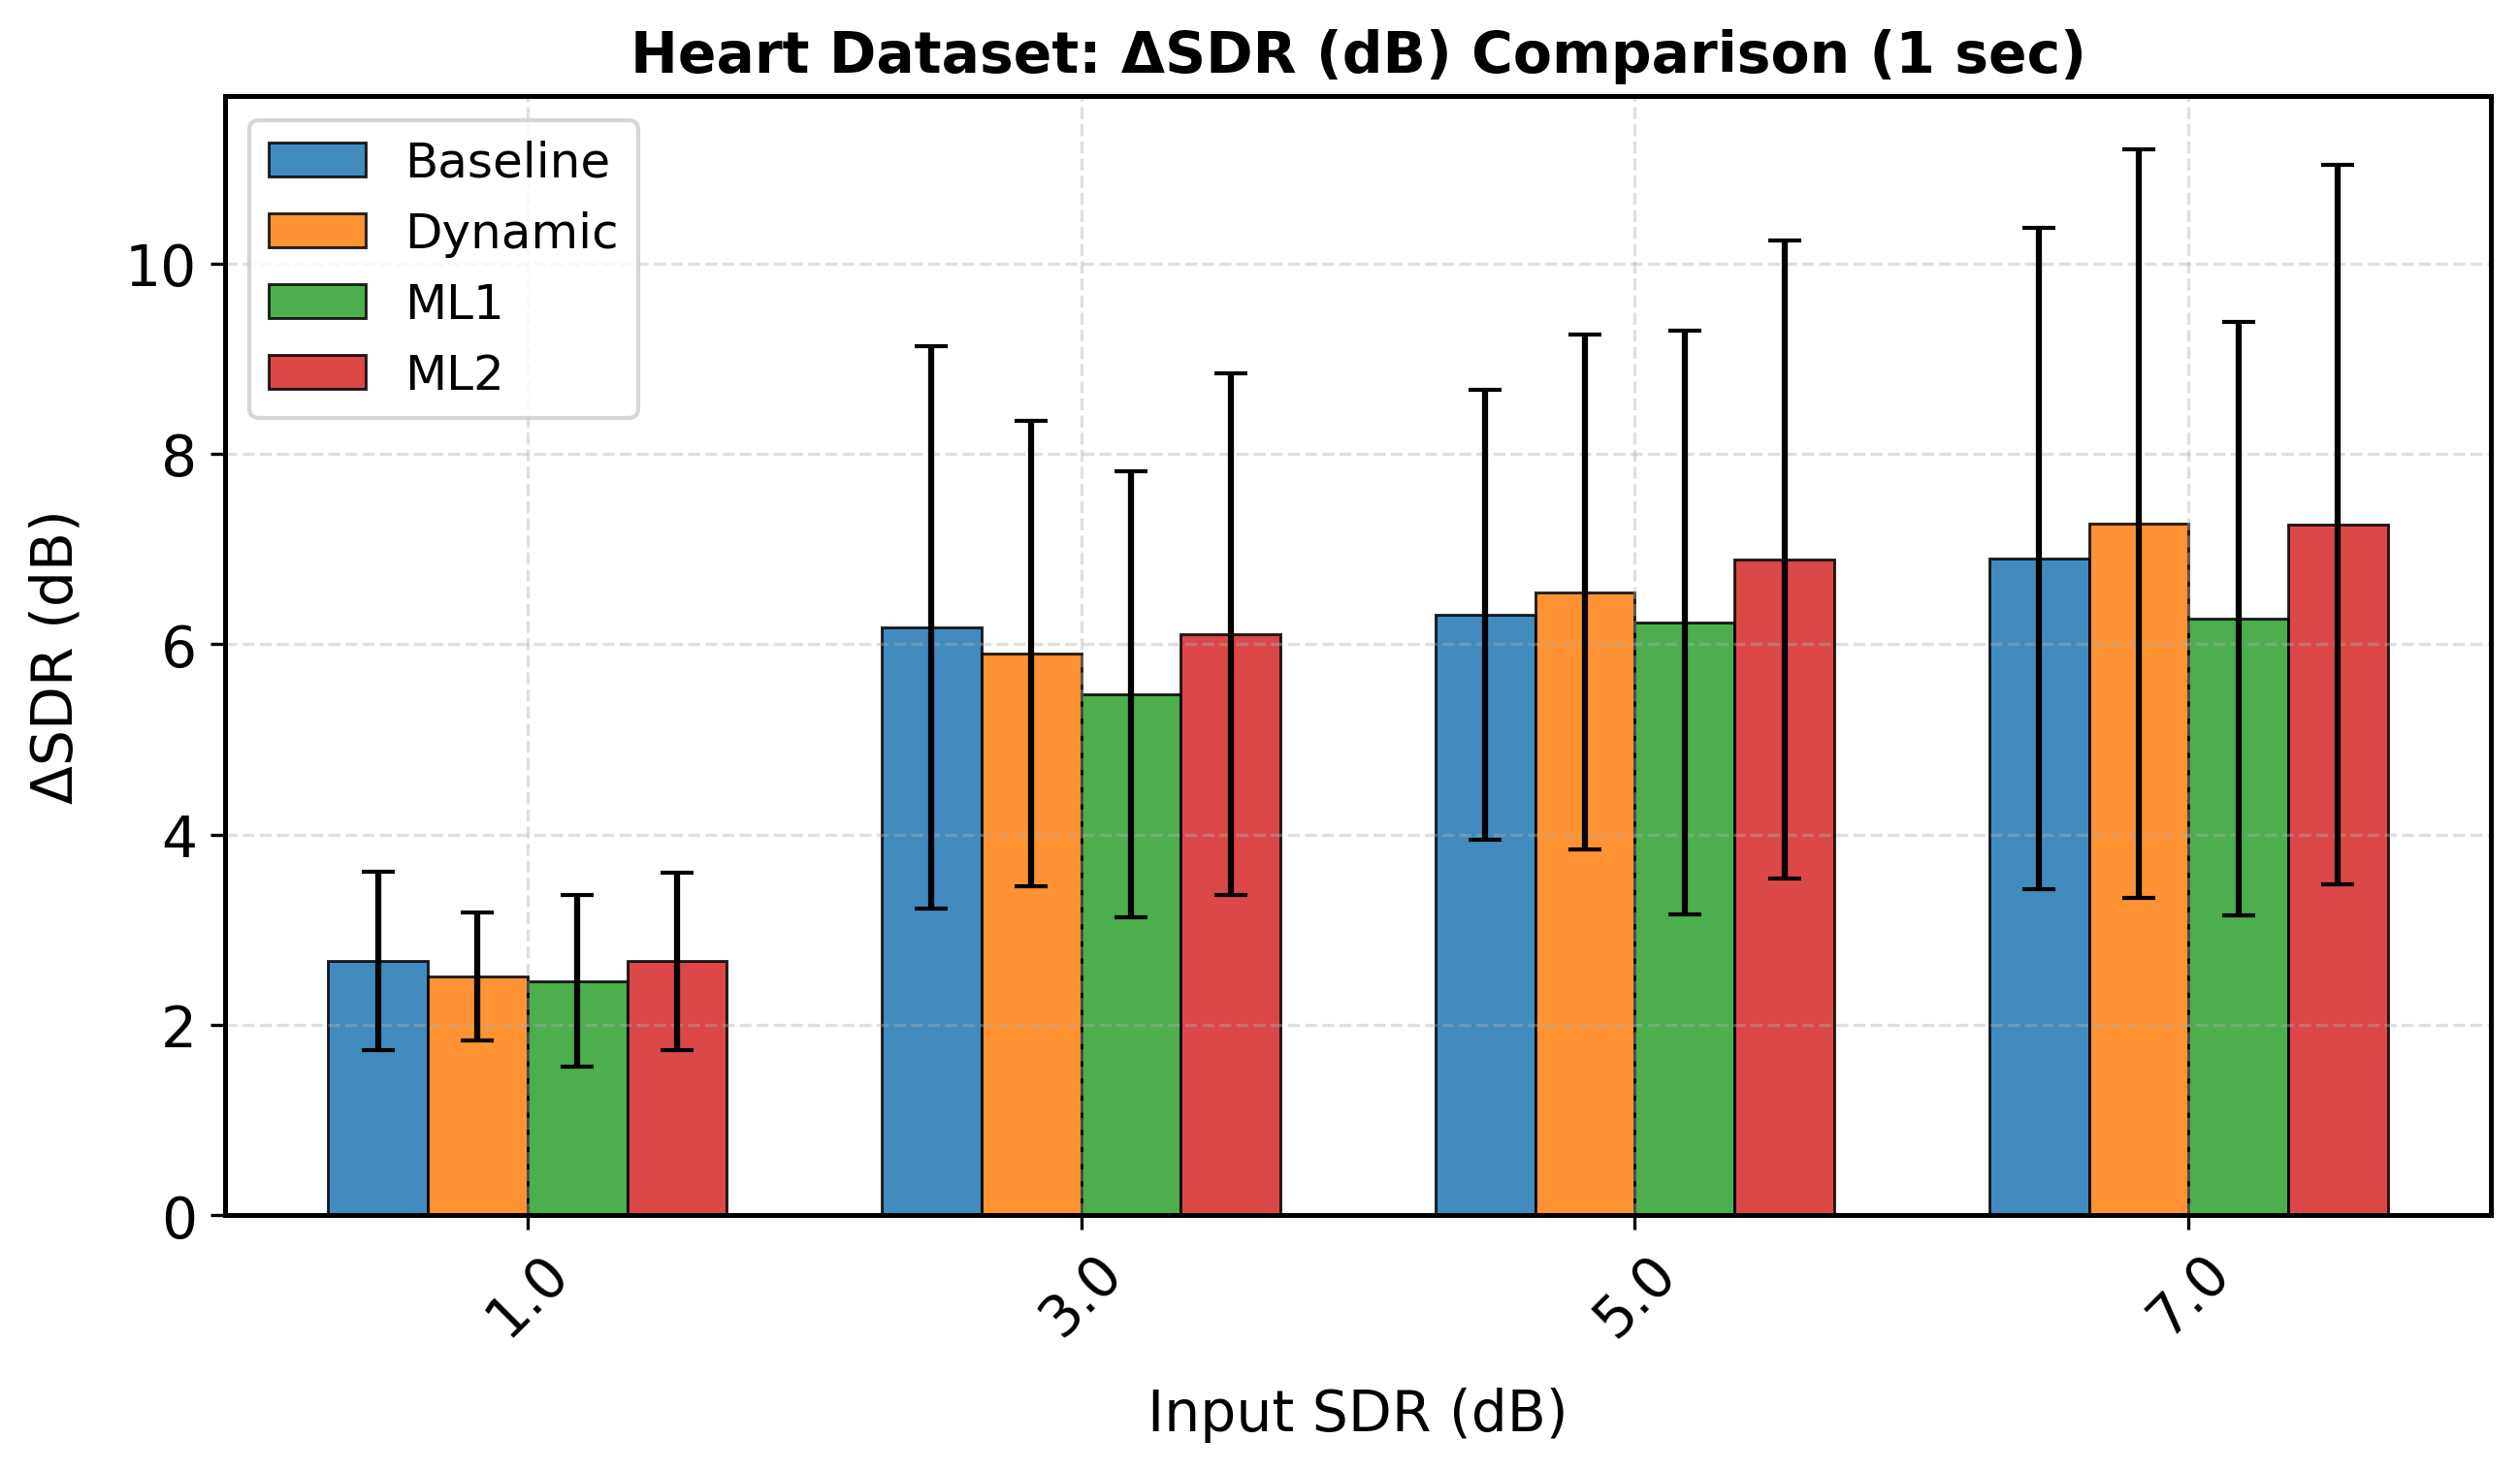 Heart Dataset: ΔSDR (dB) Comparison (1 sec)
Baseline
Dynamic
ML1
ML2
ΔSDR (dB)
10
8
6
4
2
0
1.0
3.0
5.0
7.0
Input SDR (dB)